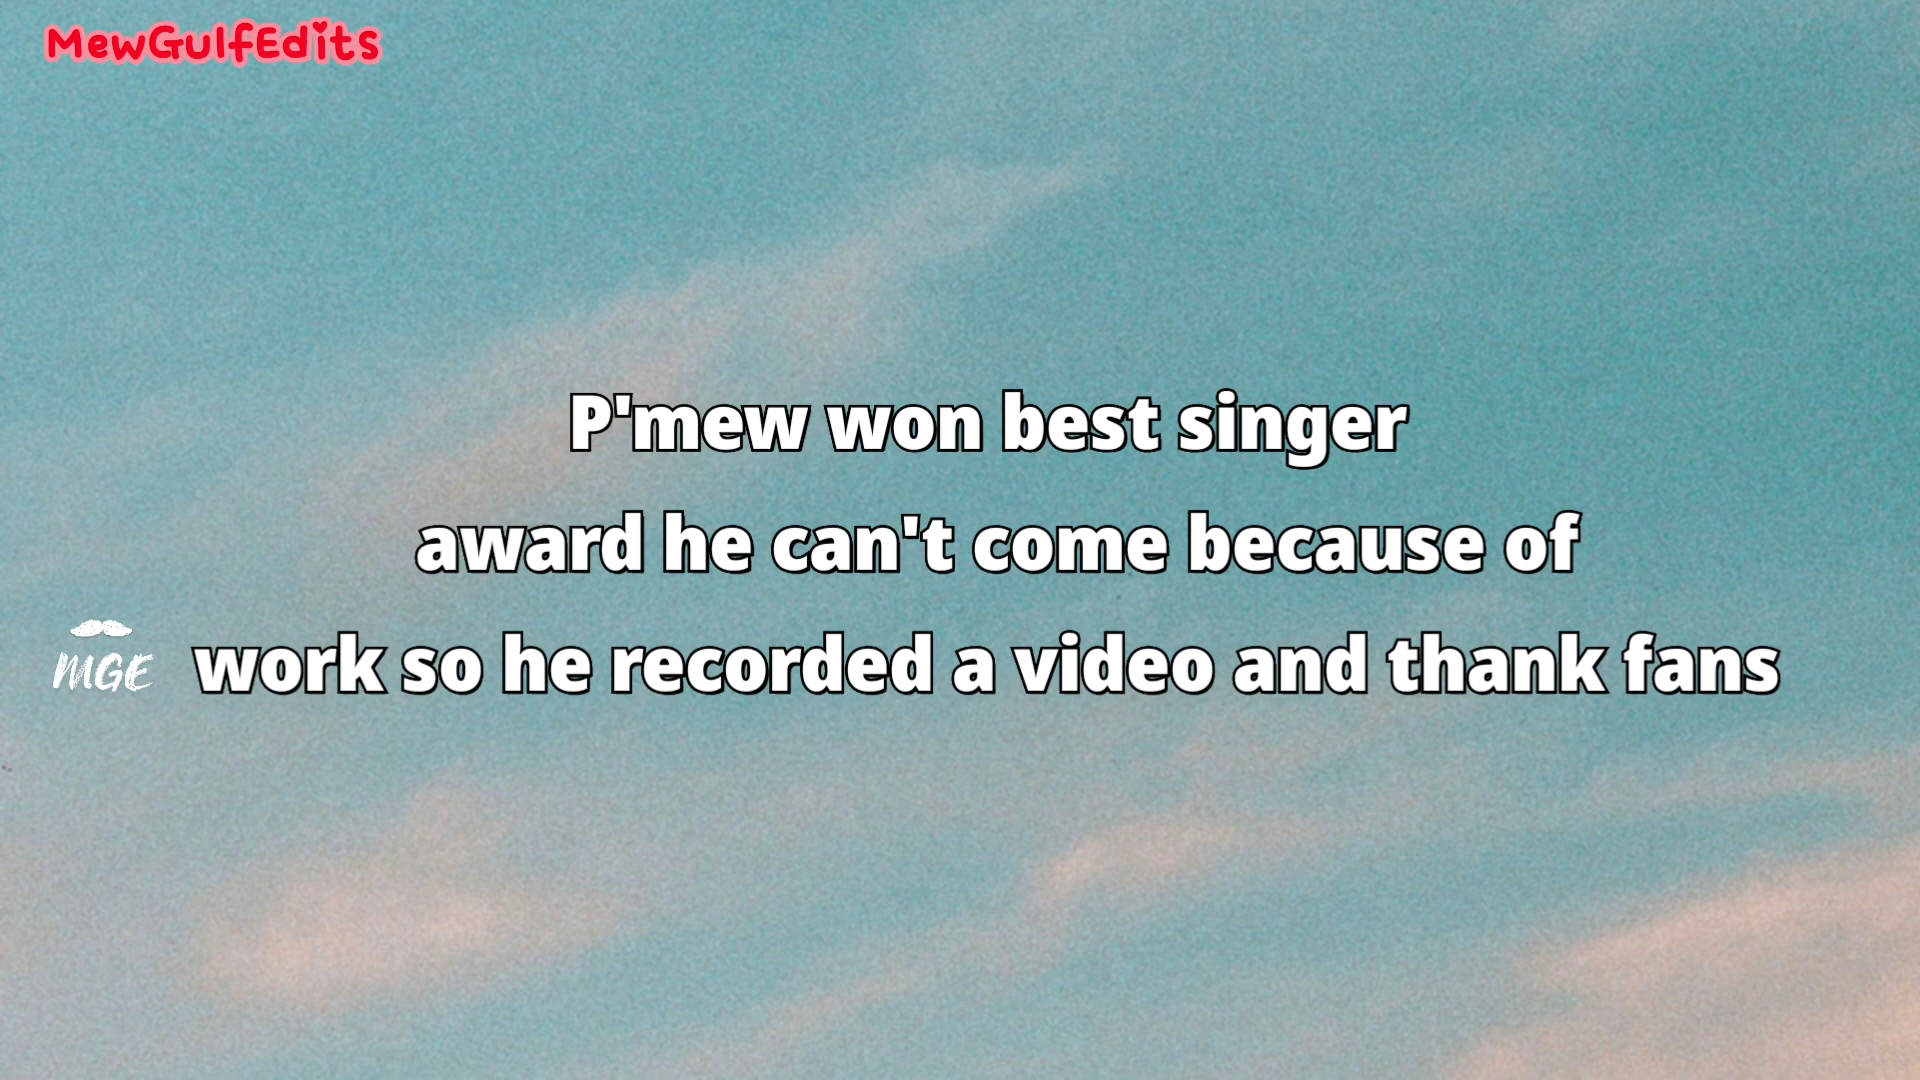 MewGulfEdits
P'mew won best singer
award he can't come because of
work so he recorded a video and thank fans
MGE